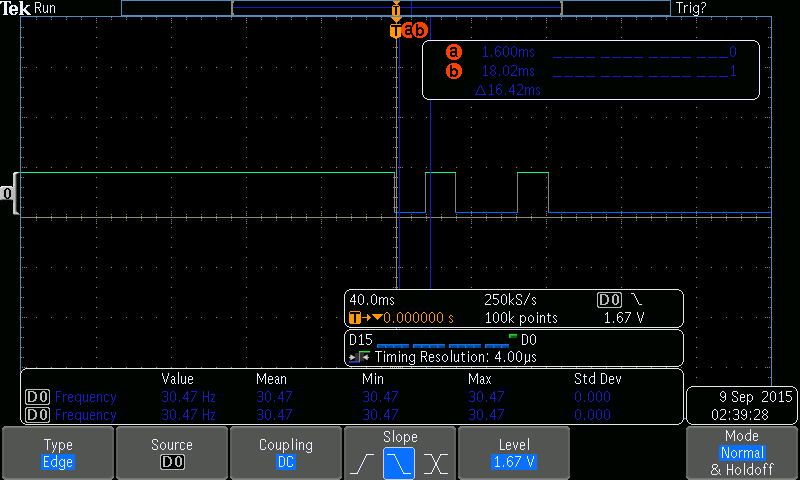 Tek Run Trig?
T
T a b
a 1.600ms 0
b 18.02ms 1
△16.42ms
0
40.0ms 250kS/s D0
T→▼0.000000 s 100k points 1.67 V
D15 D0
Timing Resolution: 4.00µs
Value Mean Min Max Std Dev
D0 Frequency 30.47 Hz 30.47 30.47 30.47 0.000
D0 Frequency 30.47 Hz 30.47 30.47 30.47 0.000
9 Sep 2015
02:39:28
Type
Edge
Source
D0
Coupling
DC
Slope
Level
1.67 V
Mode
Normal
& Holdoff